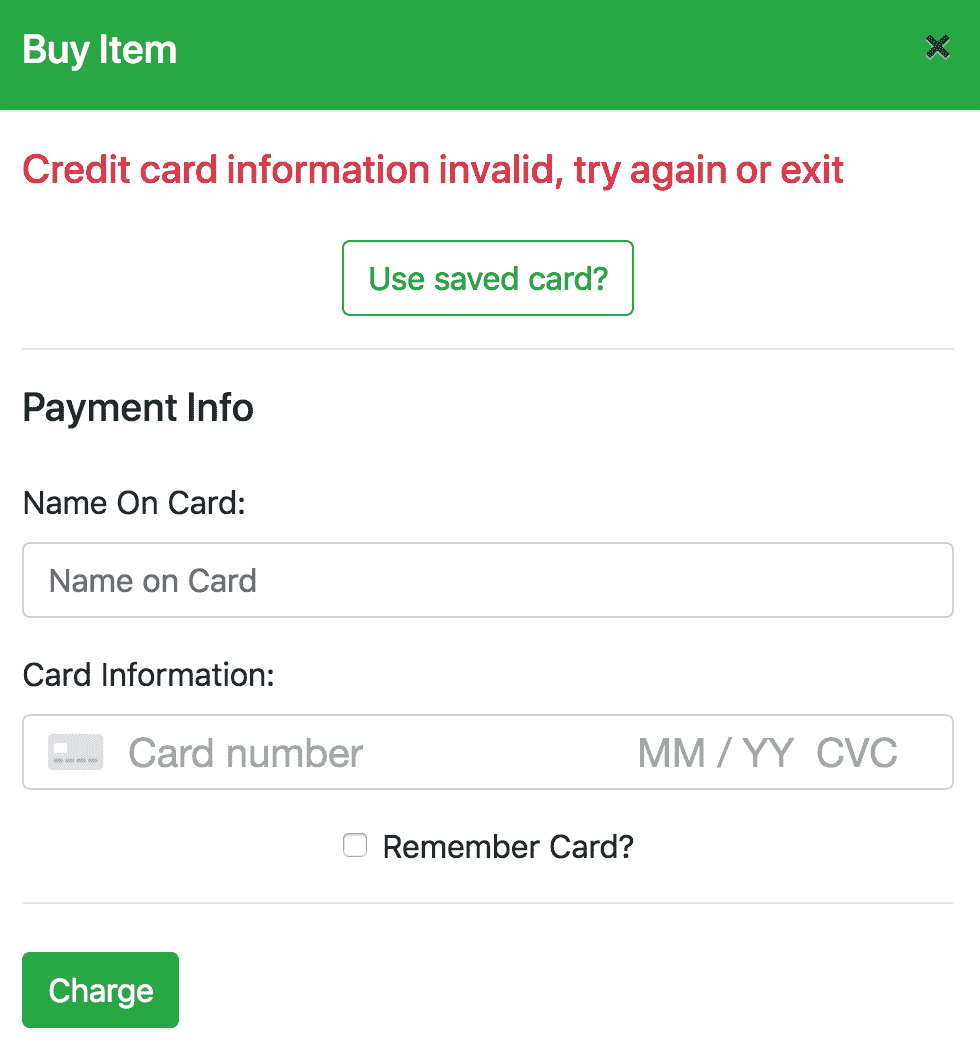 Buy Item
Credit card information invalid, try again or exit
Use saved card?
Payment Info
Name On Card:
Name on Card
Card Information:
Card number MM / YY CVC
Remember Card?
Charge